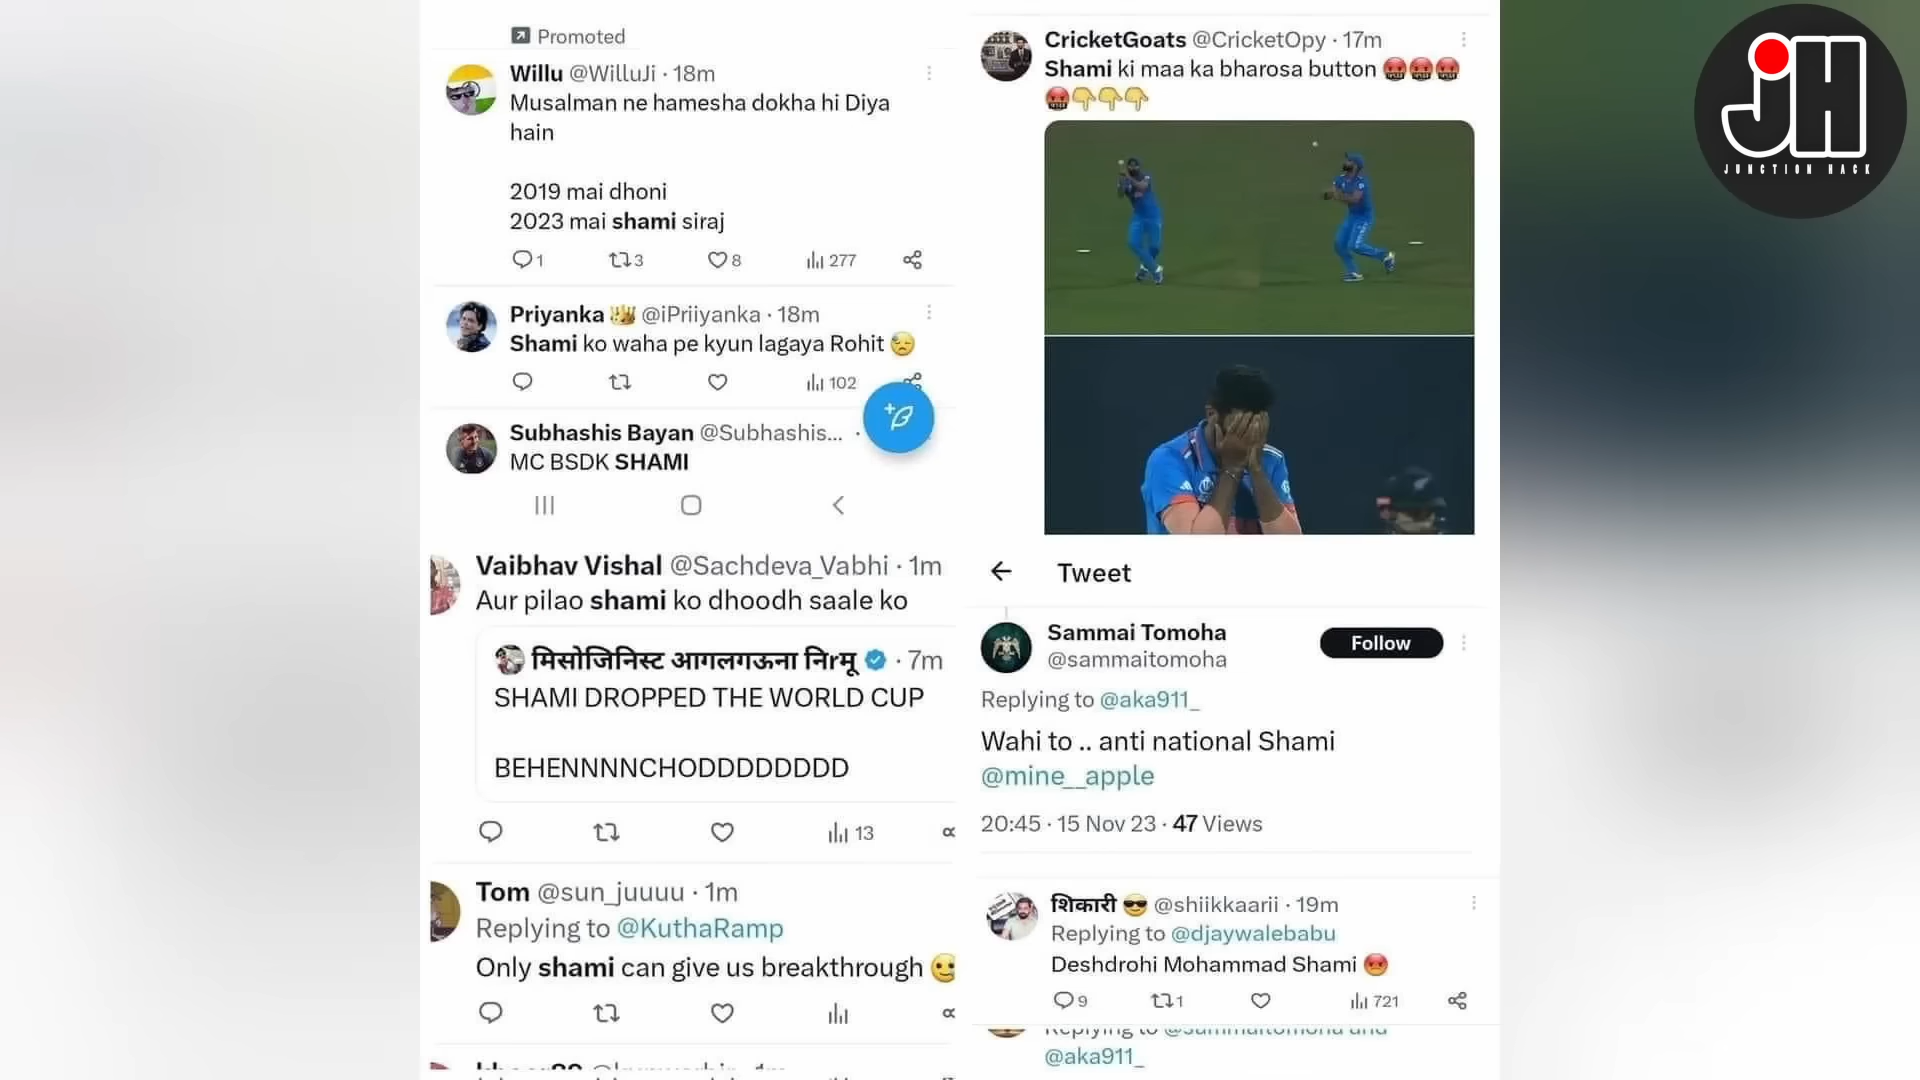 Promoted
Willu @WilluJi · 18m
Musalman ne hamesha dokha hi Diya
hain
2019 mai dhoni
2023 mai shami siraj
1 3 8 277
Priyanka @iPriiyanka · 18m
Shami ko waha pe kyun lagaya Rohit
102
Subhashis Bayan @Subhashis... ·
MC BSDK SHAMI
Vaibhav Vishal @Sachdeva_Vabhi · 1m
Aur pilao shami ko dhoodh saale ko
मिसोजिनिस्ट आगलगऊना निrमू · 7m
SHAMI DROPPED THE WORLD CUP
BEHENNNNCHODDDDDDDD
13
Tom @sun_juuuu · 1m
Replying to @KuthaRamp
Only shami can give us breakthrough
CricketGoats @CricketOpy · 17m
Shami ki maa ka bharosa button
Tweet
Sammai Tomoha
@sammaitomoha
Follow
Replying to @aka911_
Wahi to .. anti national Shami
@mine__apple
20:45 · 15 Nov 23 · 47 Views
शिकारी @shiikkaarii · 19m
Replying to @djaywalebabu
Deshdrohi Mohammad Shami
9 1 721
Replying to @sammaitomoha and
@aka911_
JH
JUNCTION HACK